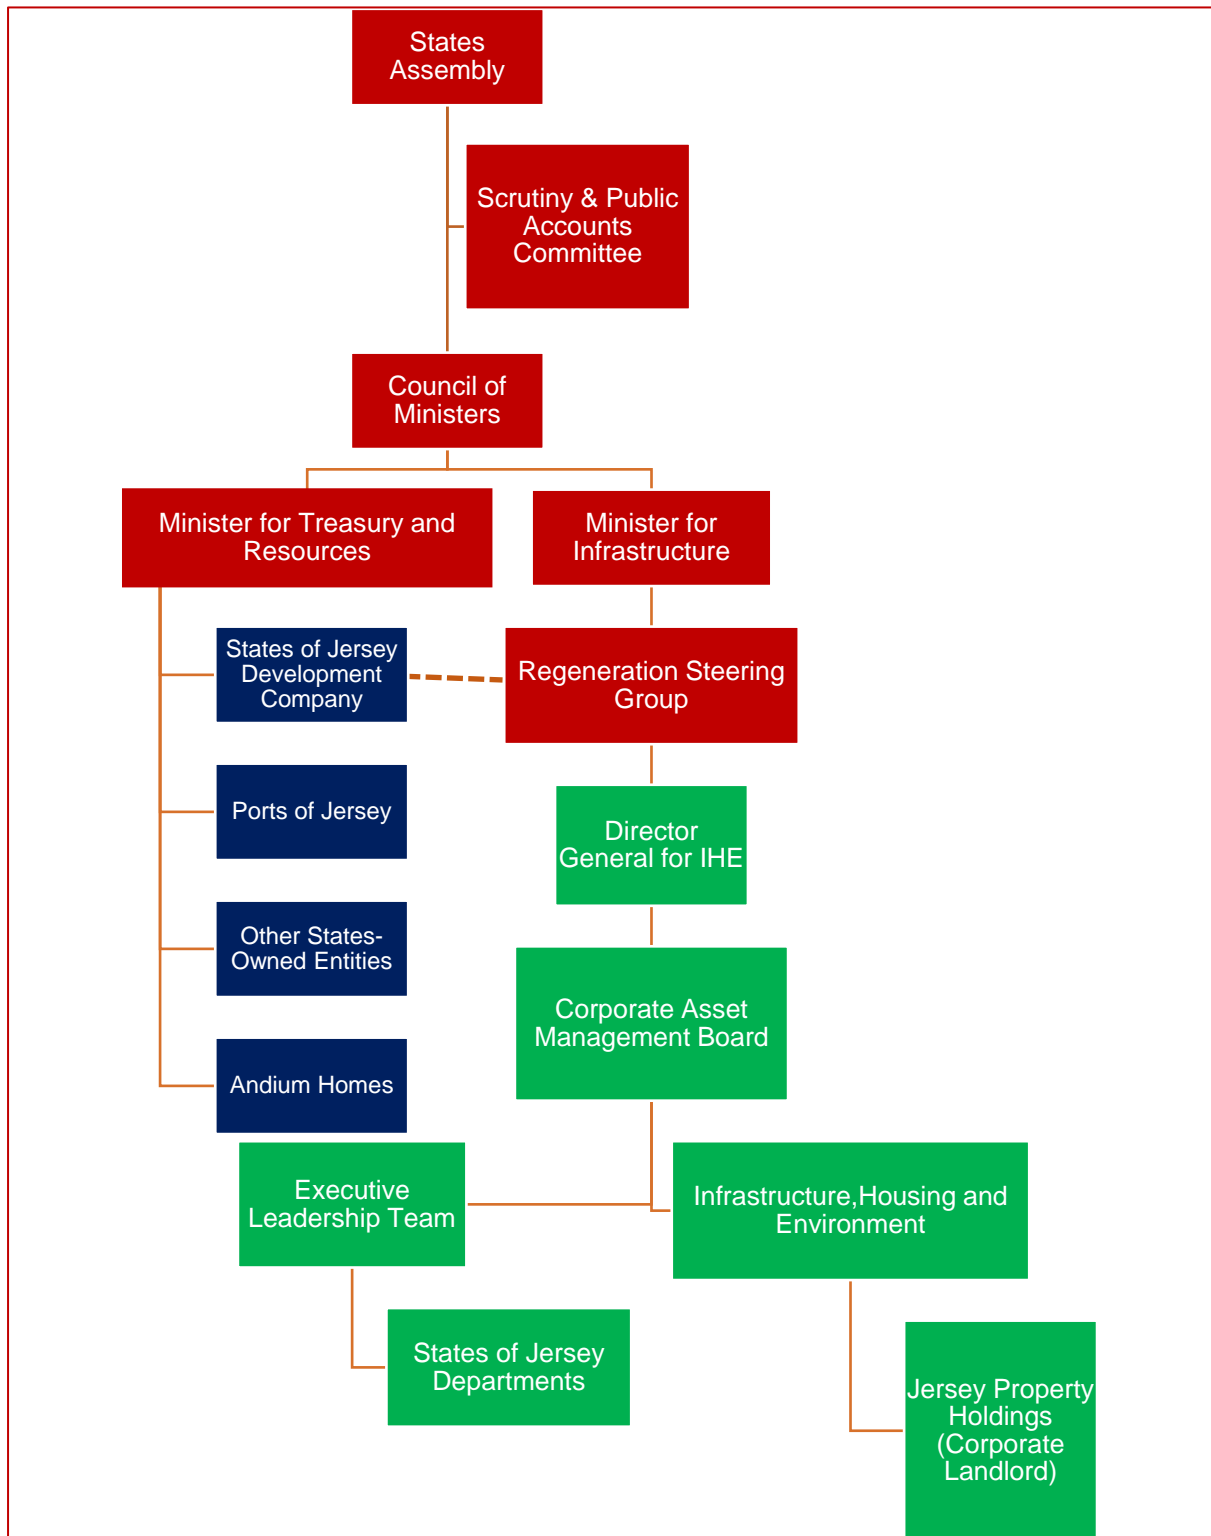 States
Assembly
Scrutiny & Public
Accounts
Committee
Council of
Ministers
Minister for Treasury and
Resources
Minister for
Infrastructure
States of Jersey
Development
Company
Regeneration Steering
Group
Ports of Jersey
Director
General for IHE
Other States-
Owned Entities
Corporate Asset
Management Board
Andium Homes
Executive
Leadership Team
Infrastructure,Housing and
Environment
States of Jersey
Departments
Jersey Property
Holdings
(Corporate
Landlord)